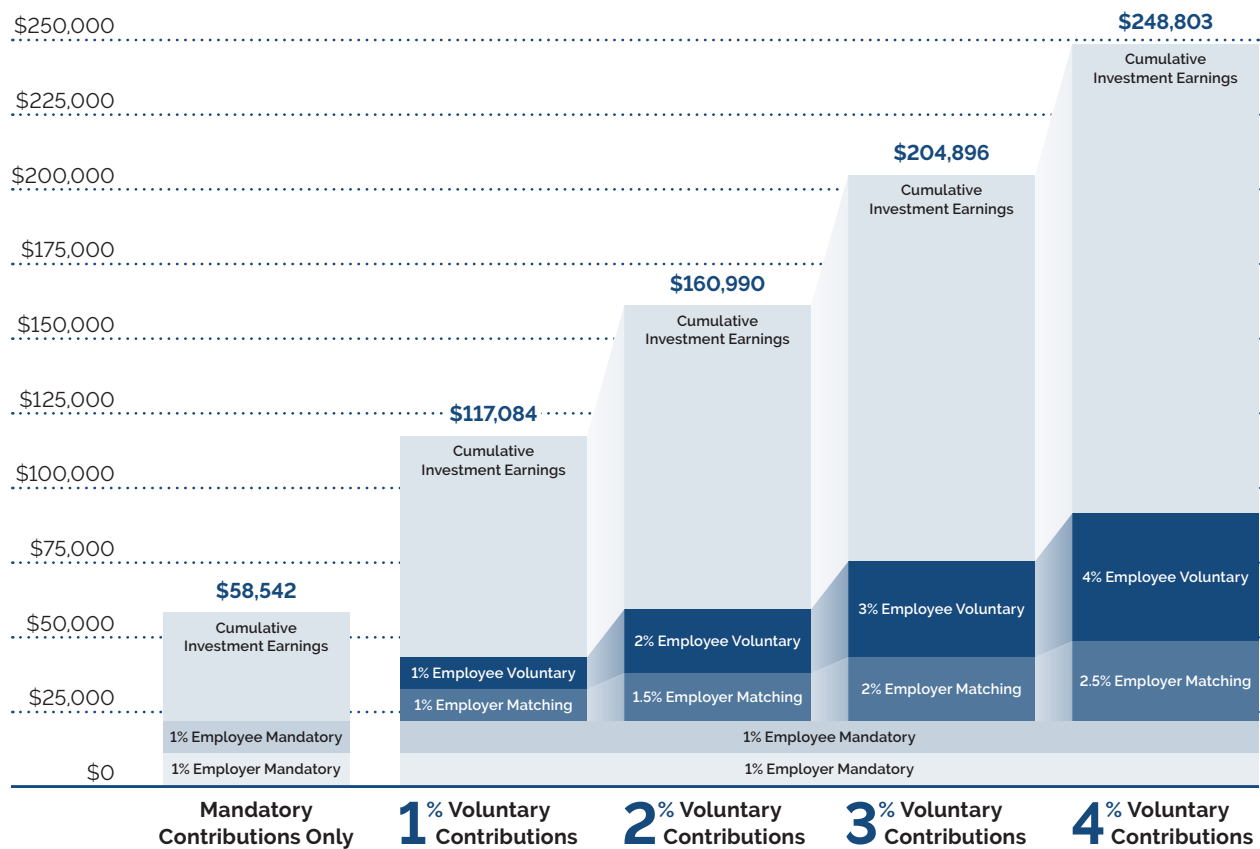 $250,000
$225,000
$200,000
$175,000
$150,000
$125,000
$100,000
$75,000
$50,000
$25,000
$0
$58,542
Cumulative
Investment Earnings
1% Employee Mandatory
1% Employer Mandatory
$117,084
Cumulative
Investment Earnings
1% Employee Voluntary
1% Employer Matching
$160,990
Cumulative
Investment Earnings
2% Employee Voluntary
1.5% Employer Matching
$204,896
Cumulative
Investment Earnings
3% Employee Voluntary
2% Employer Matching
$248,803
Cumulative
Investment Earnings
4% Employee Voluntary
2.5% Employer Matching
1% Employee Mandatory
1% Employer Mandatory
Mandatory
Contributions Only
1% Voluntary
Contributions
2% Voluntary
Contributions
3% Voluntary
Contributions
4% Voluntary
Contributions